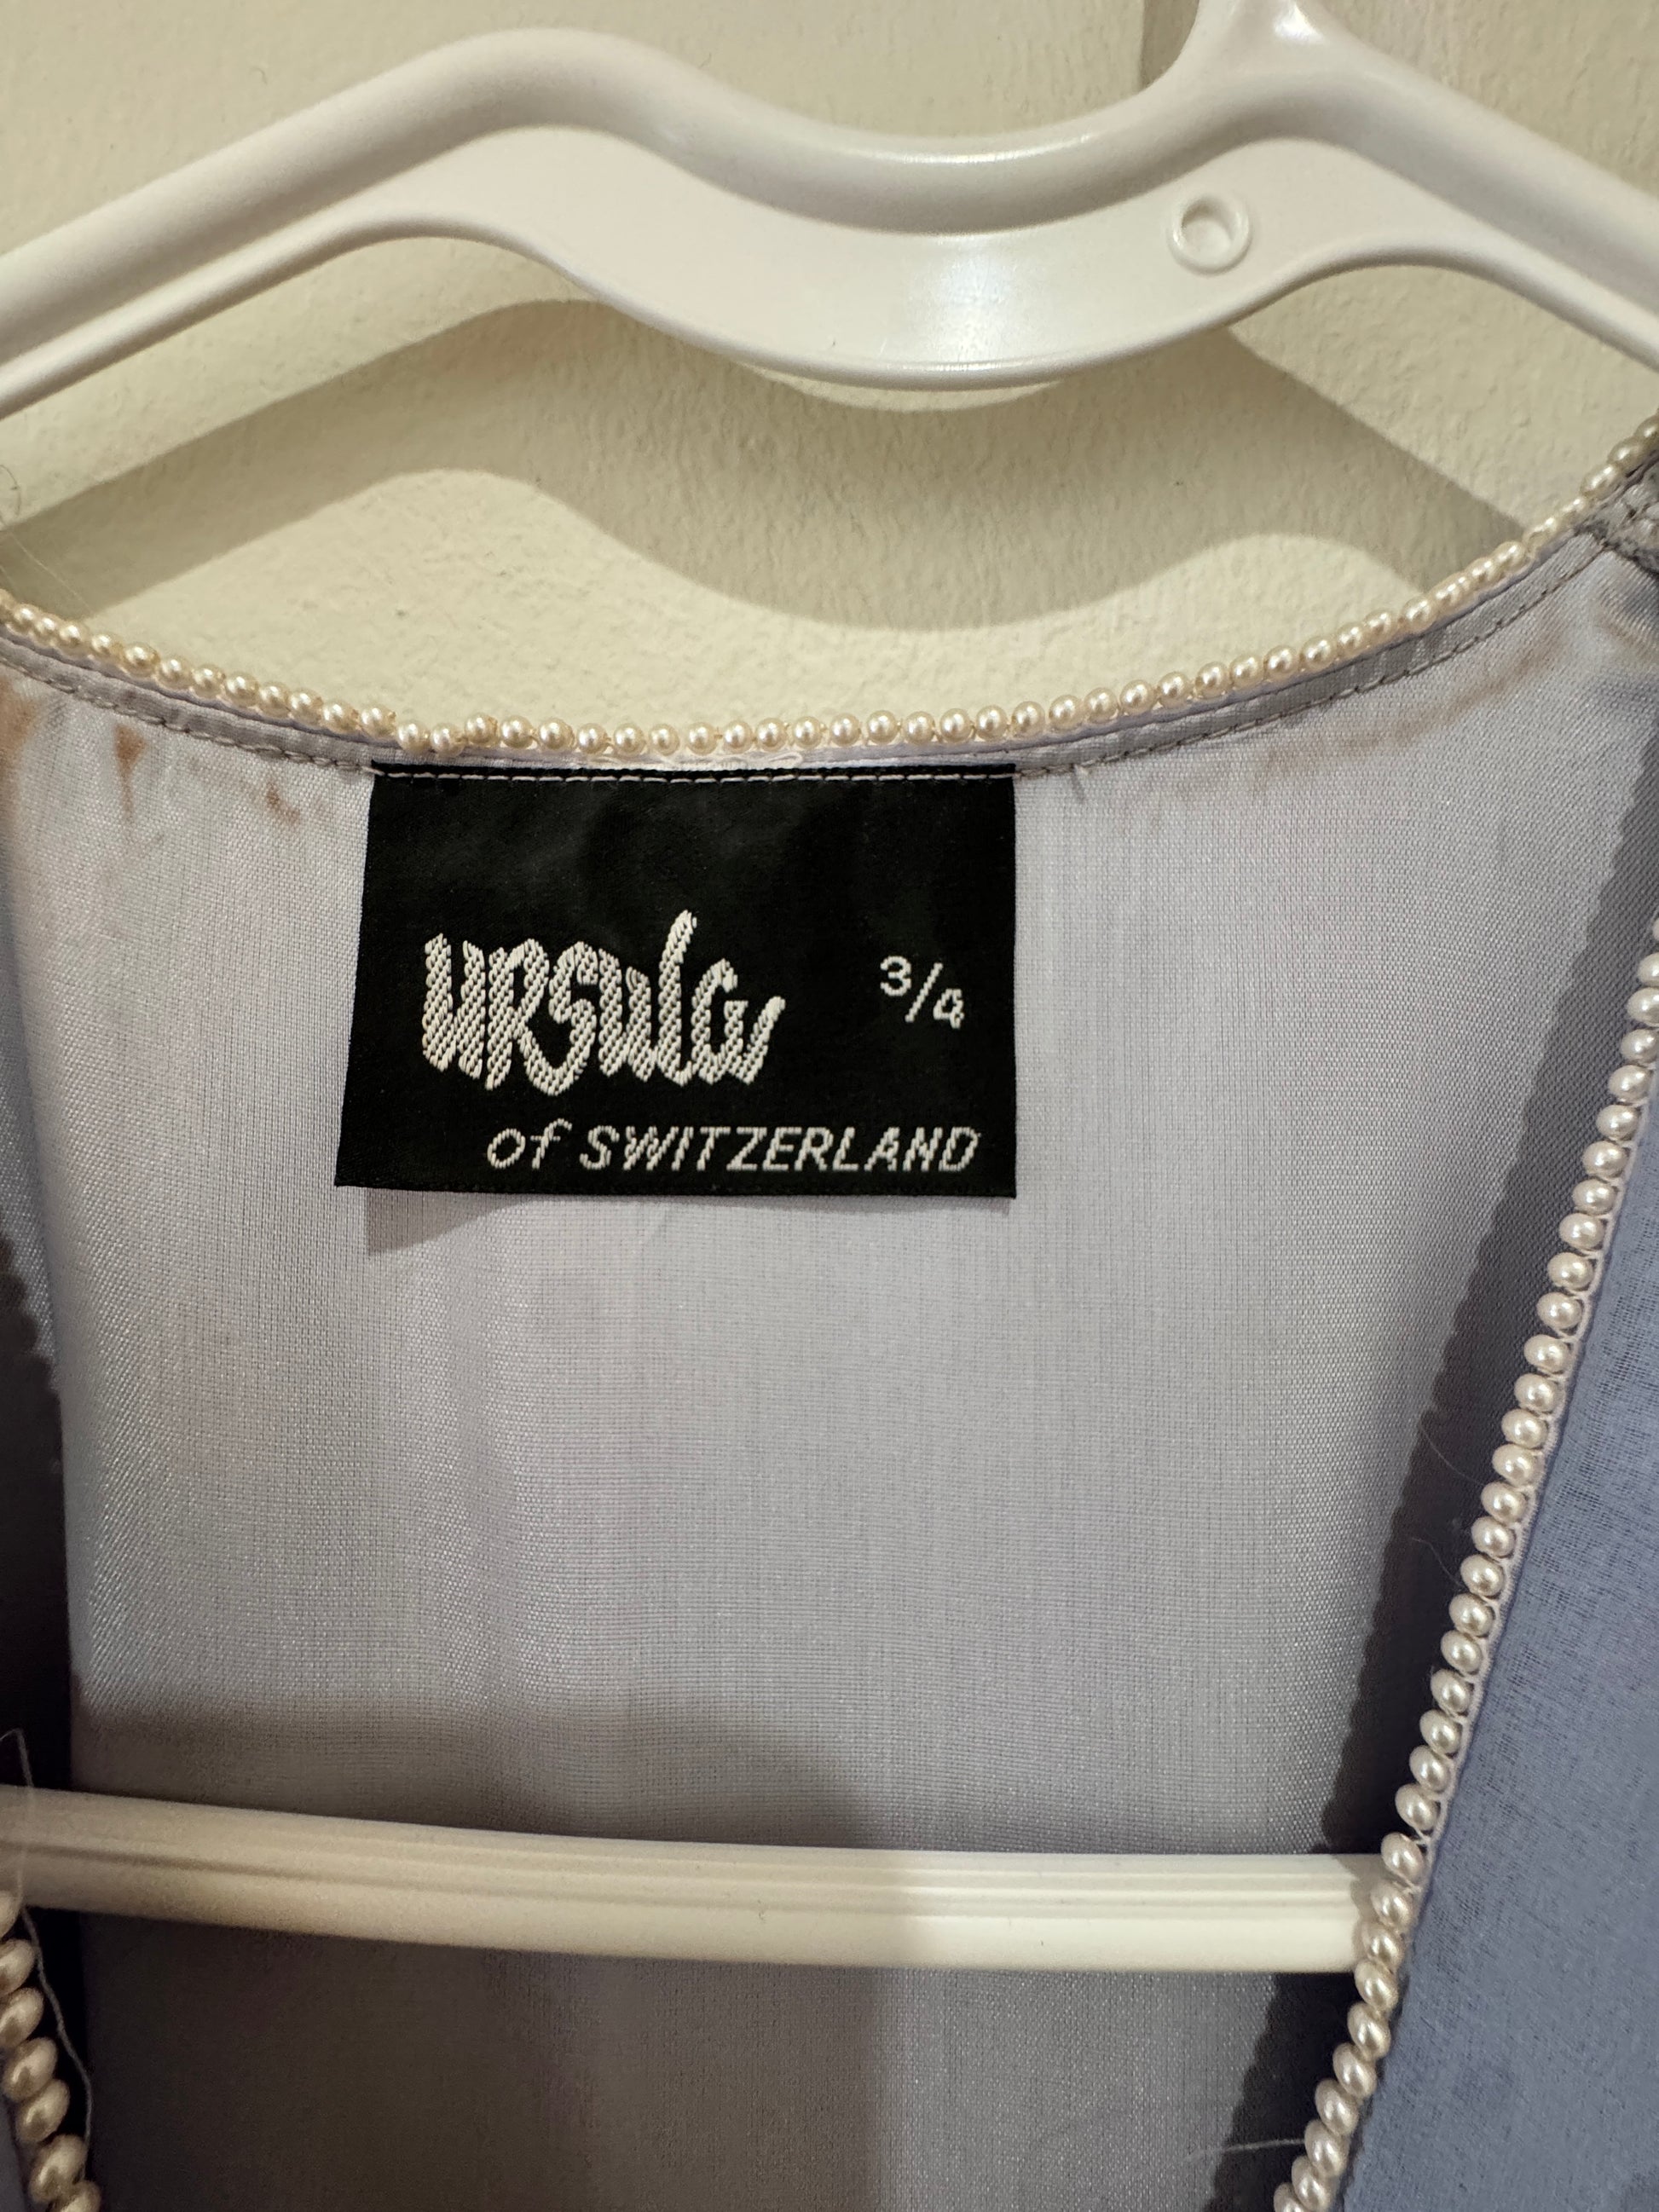 URSULA 3/4
of SWITZERLAND